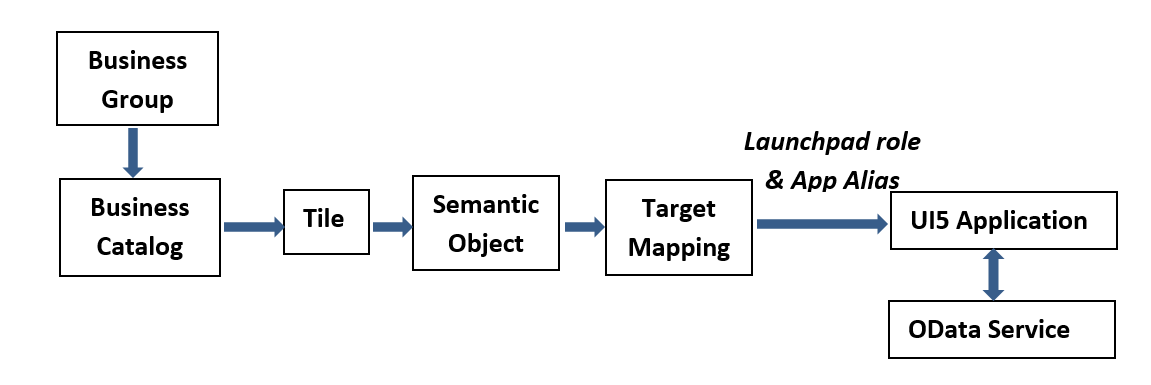 Business
Group
Business
Catalog
Tile
Semantic
Object
Target
Mapping
Launchpad role
& App Alias
UI5 Application
OData Service